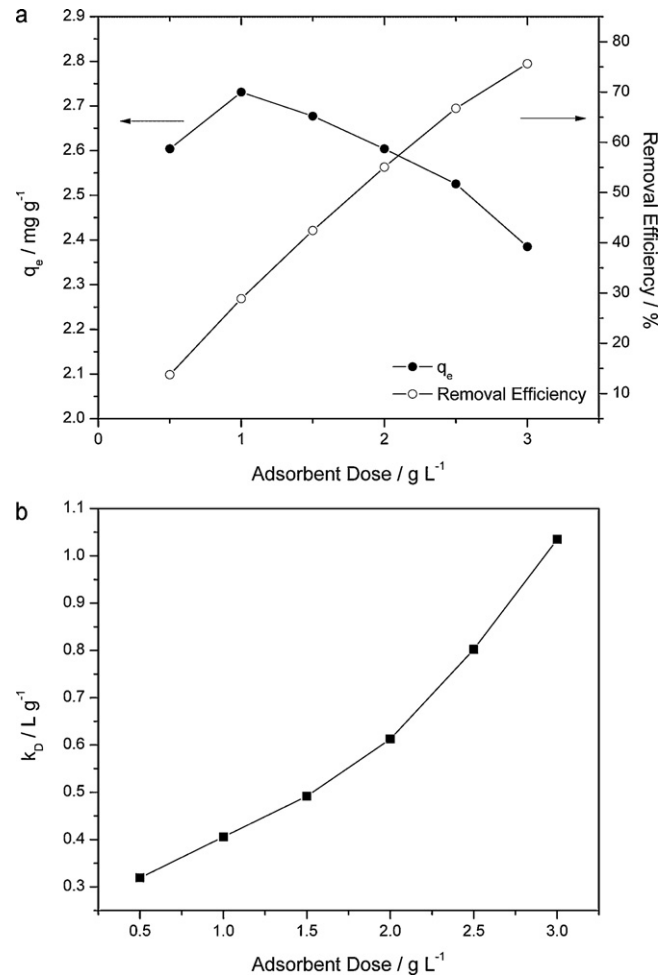 a
2.9
2.8
2.7
2.6
2.5
2.4
2.3
2.2
2.1
2.0
qₑ / mg g⁻¹
80
70
60
50
40
30
20
10
Removal Efficiency / %
qₑ
Removal Efficiency
0 1 2 3
Adsorbent Dose / g L⁻¹
b
1.1
1.0
0.9
0.8
0.7
0.6
0.5
0.4
0.3
k_D / L g⁻¹
0.5 1.0 1.5 2.0 2.5 3.0
Adsorbent Dose / g L⁻¹